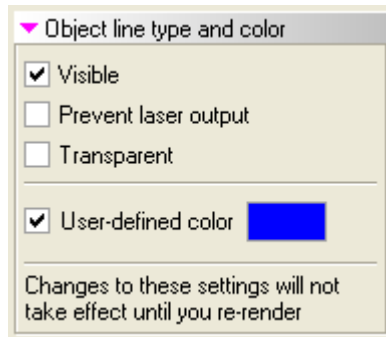 Object line type and color
Visible
Prevent laser output
Transparent
User-defined color
Changes to these settings will not
take effect until you re-render